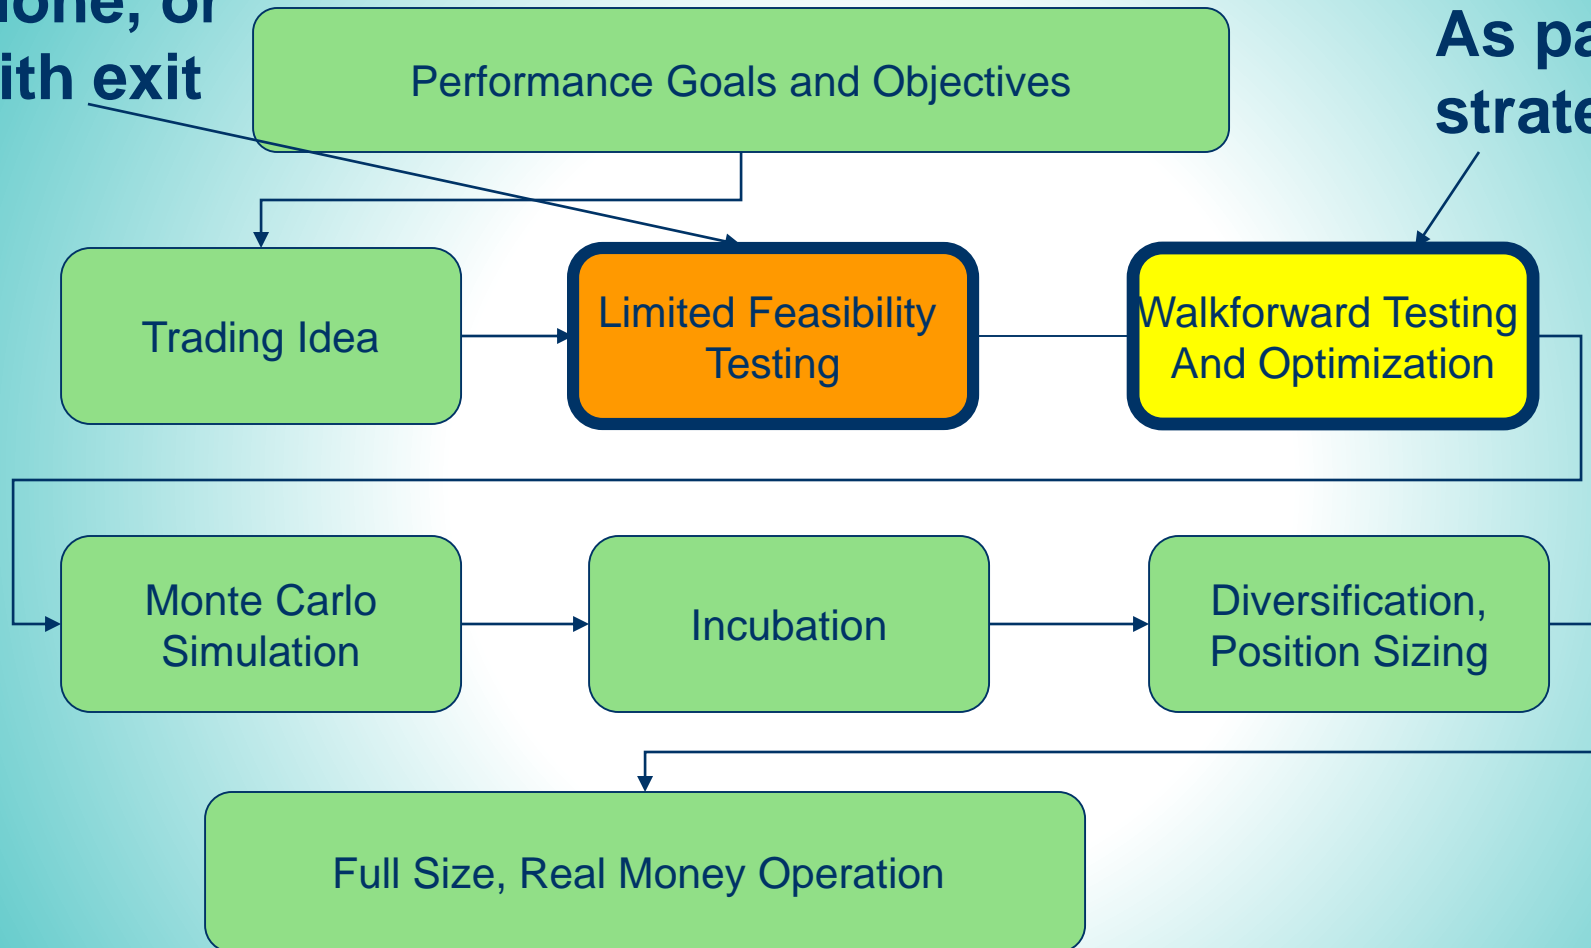 ith exit
As pa
strate
Performance Goals and Objectives
Trading Idea
Limited Feasibility
Testing
Walkforward Testing
And Optimization
Monte Carlo
Simulation
Incubation
Diversification,
Position Sizing
Full Size, Real Money Operation